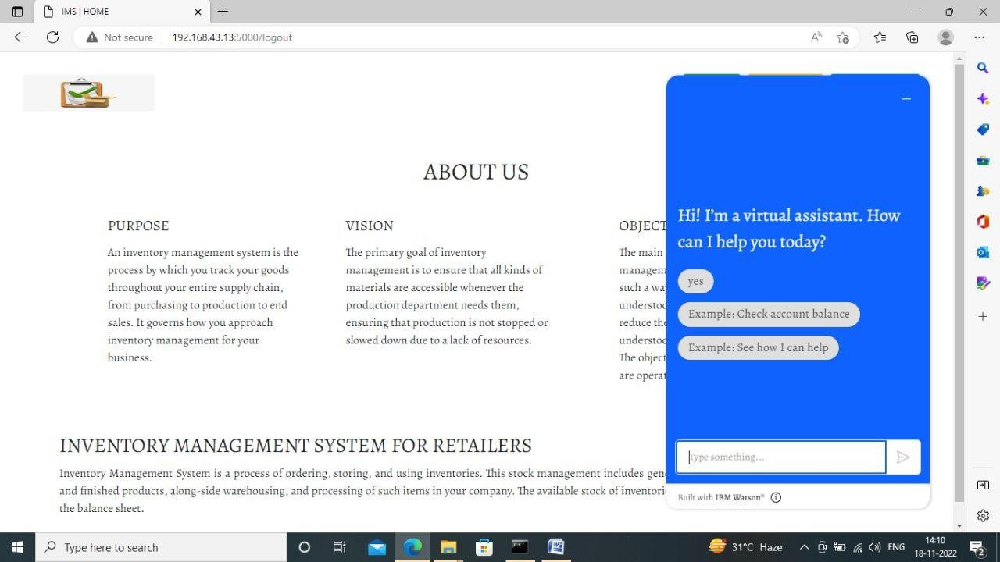 IMS | HOME
Not secure
192.168.43.13:5000/logout
ABOUT US
PURPOSE
An inventory management system is the
process by which you track your goods
throughout your entire supply chain,
from purchasing to production to end
sales. It governs how you approach
inventory management for your
business.
VISION
The primary goal of inventory
management is to ensure that all kinds of
materials are accessible whenever the
production department needs them,
ensuring that production is not stopped or
slowed down due to a lack of resources.
OBJECT
The main
managem
such a wa
understoo
reduce the
understoo
The object
are operat
Hi! I'm a virtual assistant. How
can I help you today?
yes
Example: Check account balance
Example: See how I can help
Type something...
Built with IBM Watson®
INVENTORY MANAGEMENT SYSTEM FOR RETAILERS
Inventory Management System is a process of ordering, storing, and using inventories. This stock management includes gene
and finished products, along-side warehousing, and processing of such items in your company. The available stock of inventori
the balance sheet.
Type here to search
31°C Haze
ENG
14:10
18-11-2022
2